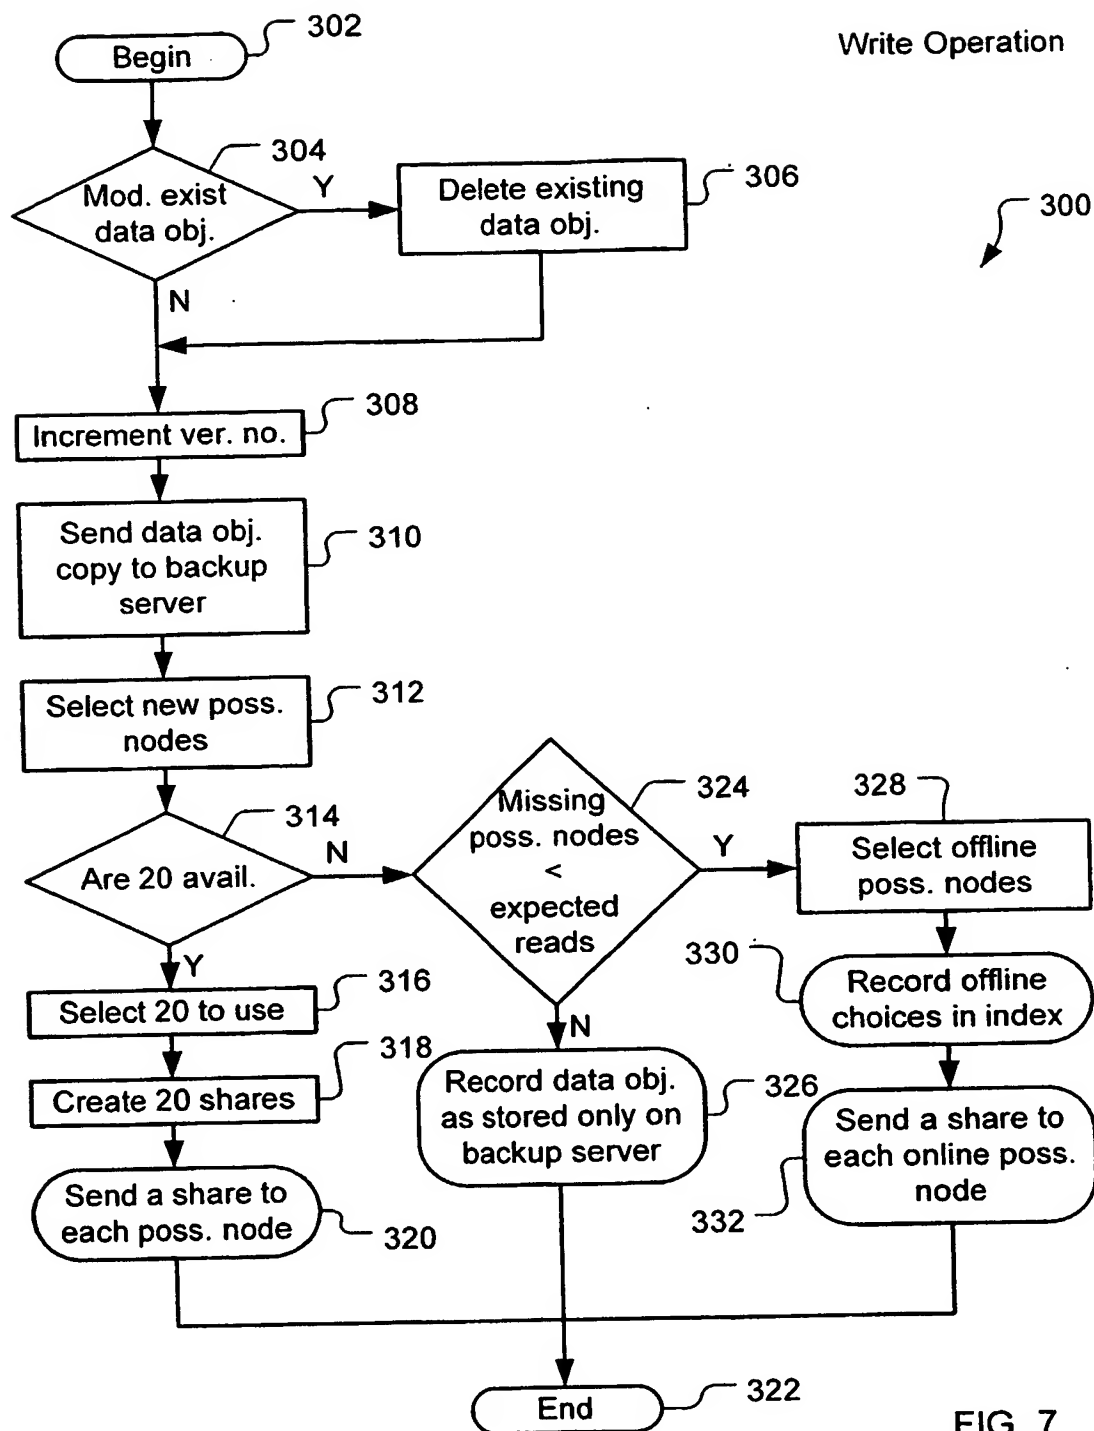 Write Operation
302
Begin
304
Mod. exist
data obj.
Y
Delete existing
data obj.
306
300
N
308
Increment ver. no.
Send data obj.
copy to backup
server
310
Select new poss.
nodes
312
314
Are 20 avail.
N
Missing
poss. nodes
<
expected
reads
324
Y
328
Select offline
poss. nodes
Y
Select 20 to use
316
330
Record offline
choices in index
N
318
Create 20 shares
Record data obj.
as stored only on
backup server
326
Send a share to
each online poss.
node
332
Send a share to
each poss. node
320
End
322
FIG. 7